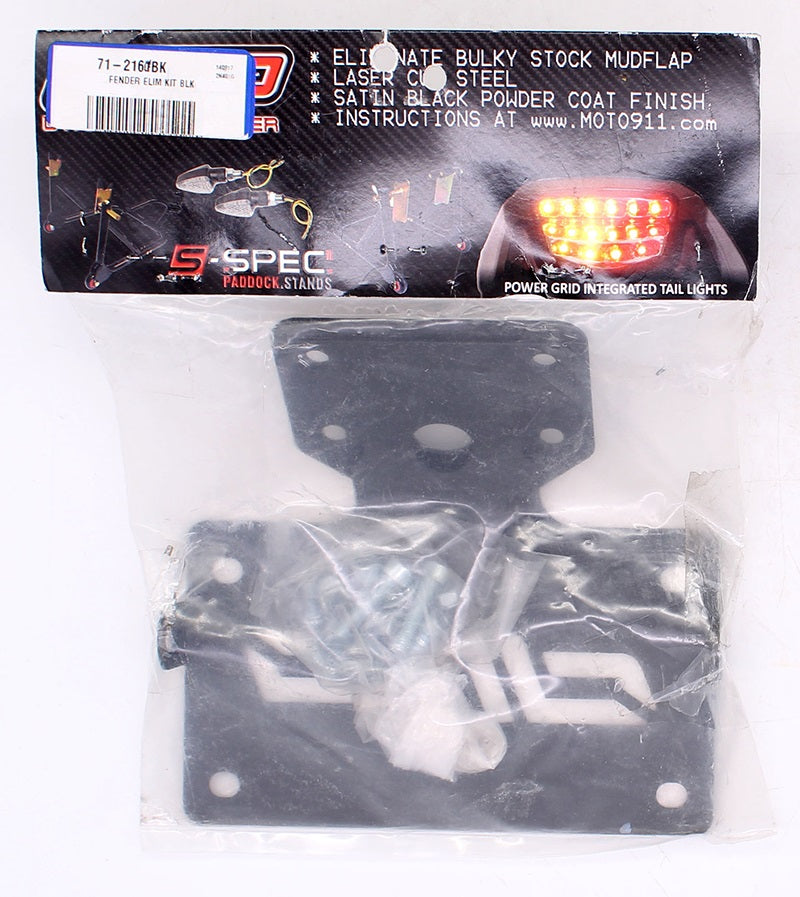 71-2160BK
FENDER ELIM KIT BLK
* ELIMINATE BULKY STOCK MUDFLAP
* LASER CUT STEEL
* SATIN BLACK POWDER COAT FINISH
* INSTRUCTIONS AT www.MOTO911.com
S-SPEC
PADDOCK.STANDS
POWER GRID INTEGRATED TAIL LIGHTS